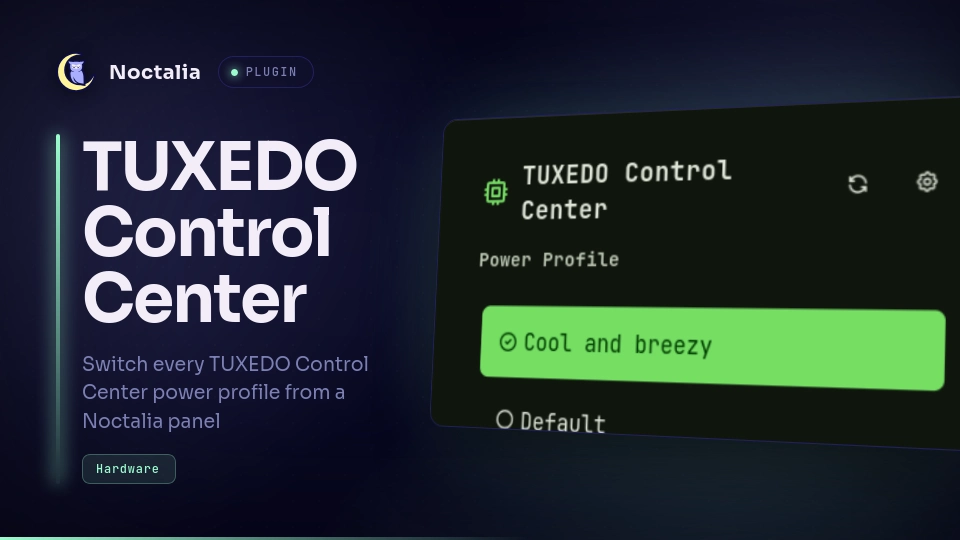 Noctalia
PLUGIN
TUXEDO
Control
Center
Switch every TUXEDO Control
Center power profile from a
Noctalia panel
Hardware
TUXEDO Control
Center
Power Profile
Cool and breezy
Default